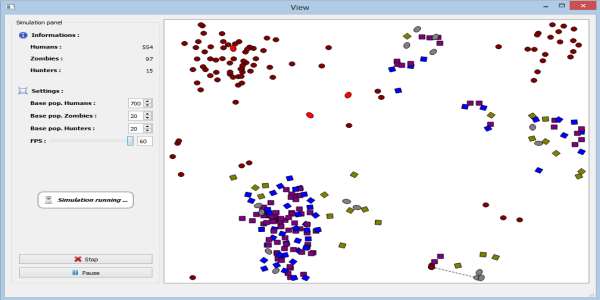 View
Simulation panel
Informations :
Humans : 554
Zombies : 97
Hunters : 15
Settings :
Base pop. Humans : 700
Base pop. Zombies : 20
Base pop. Hunters : 20
FPS : 60
Simulation running ...
Stop
Pause